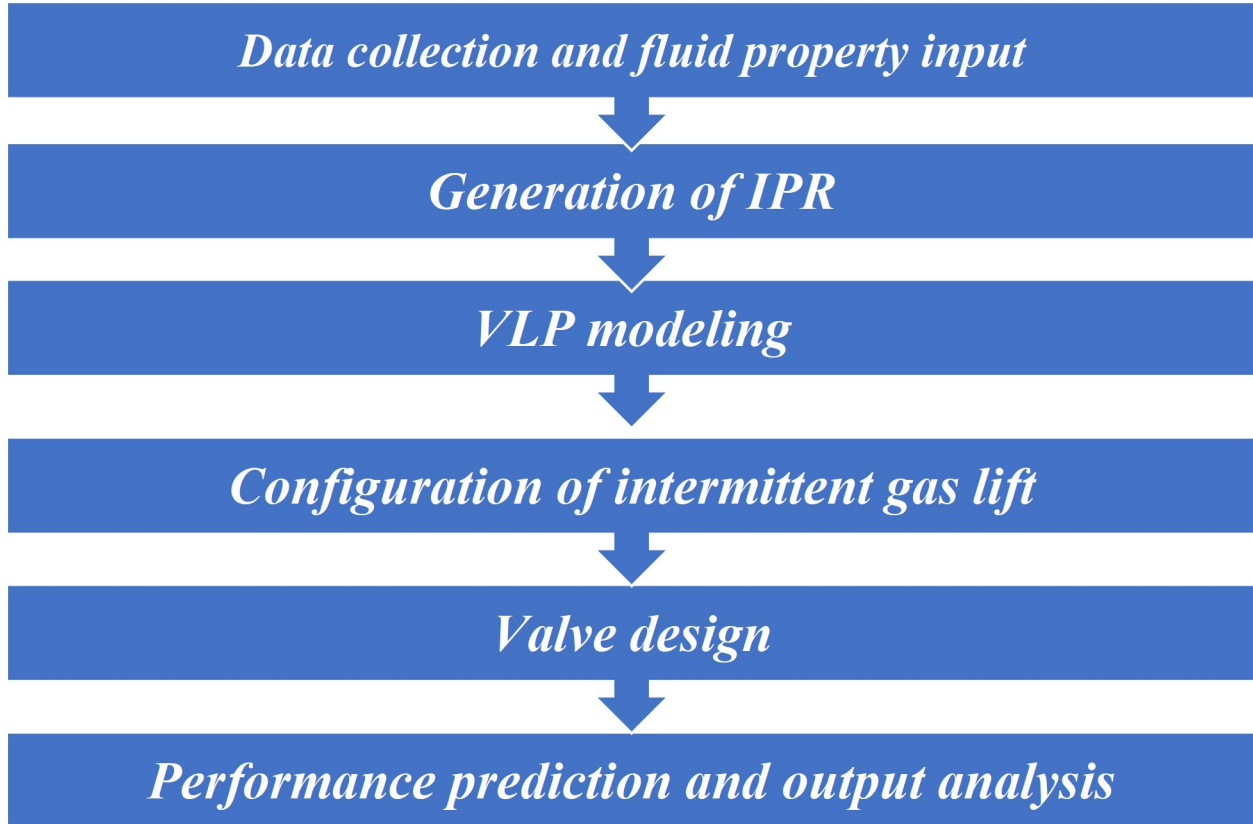 Data collection and fluid property input
Generation of IPR
VLP modeling
Configuration of intermittent gas lift
Valve design
Performance prediction and output analysis